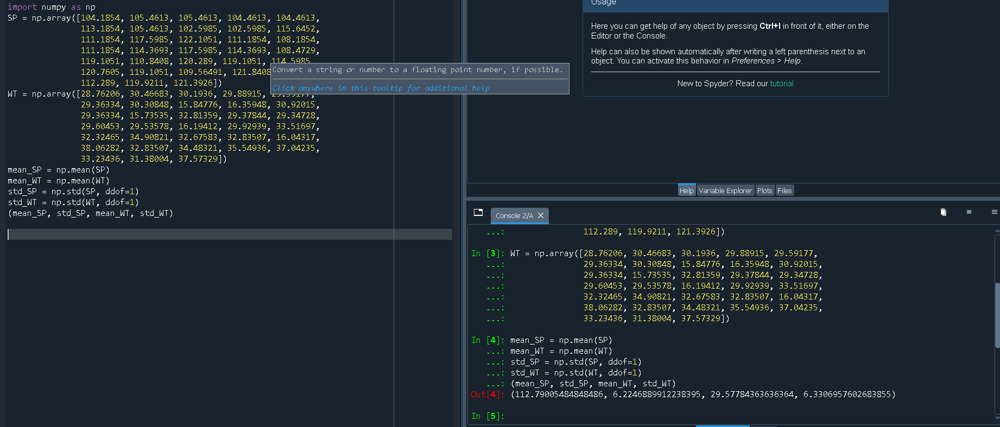 import numpy as np
SP = np.array([104.1854, 105.4613, 105.4613, 104.4613, 104.4613,
113.1854, 105.4613, 102.5985, 102.5985, 115.6452,
111.1854, 117.5985, 122.1051, 111.1854, 108.1854,
111.1854, 114.3693, 117.5985, 114.3693, 108.4729,
119.1051, 110.8408, 120.289, 119.1051, 114.5985,
120.7605, 119.1051, 109.56491, 121.8408
112.289, 119.9211, 121.3926])
WT = np.array([28.76206, 30.46683, 30.1936, 29.88915, 29.59177,
29.36334, 30.30848, 15.84776, 16.35948, 30.92015,
29.36334, 15.73535, 32.81359, 29.37844, 29.34728,
29.60453, 29.53578, 16.19412, 29.92939, 33.51697,
32.32465, 34.90821, 32.67583, 32.83507, 16.04317,
38.06282, 32.83507, 34.48321, 35.54936, 37.04235,
33.23436, 31.38004, 37.57329])
mean_SP = np.mean(SP)
mean_WT = np.mean(WT)
std_SP = np.std(SP, ddof=1)
std_WT = np.std(WT, ddof=1)
(mean_SP, std_SP, mean_WT, std_WT)
Convert a string or number to a floating point number, if possible.
Click anywhere in this tooltip for additional help
Usage
Here you can get help of any object by pressing Ctrl+I in front of it, either on the
Editor or the Console.
Help can also be shown automatically after writing a left parenthesis next to an
object. You can activate this behavior in Preferences > Help.
New to Spyder? Read our tutorial
Help Variable Explorer Plots Files
Console 2/A
...: 112.289, 119.9211, 121.3926])
In [3]: WT = np.array([28.76206, 30.46683, 30.1936, 29.88915, 29.59177,
...: 29.36334, 30.30848, 15.84776, 16.35948, 30.92015,
...: 29.36334, 15.73535, 32.81359, 29.37844, 29.34728,
...: 29.60453, 29.53578, 16.19412, 29.92939, 33.51697,
...: 32.32465, 34.90821, 32.67583, 32.83507, 16.04317,
...: 38.06282, 32.83507, 34.48321, 35.54936, 37.04235,
...: 33.23436, 31.38004, 37.57329])
In [4]: mean_SP = np.mean(SP)
...: mean_WT = np.mean(WT)
...: std_SP = np.std(SP, ddof=1)
...: std_WT = np.std(WT, ddof=1)
...: (mean_SP, std_SP, mean_WT, std_WT)
Out[4]: (112.79005484848486, 6.2246889912238395, 29.57784363636364, 6.3306957602683855)
In [5]: